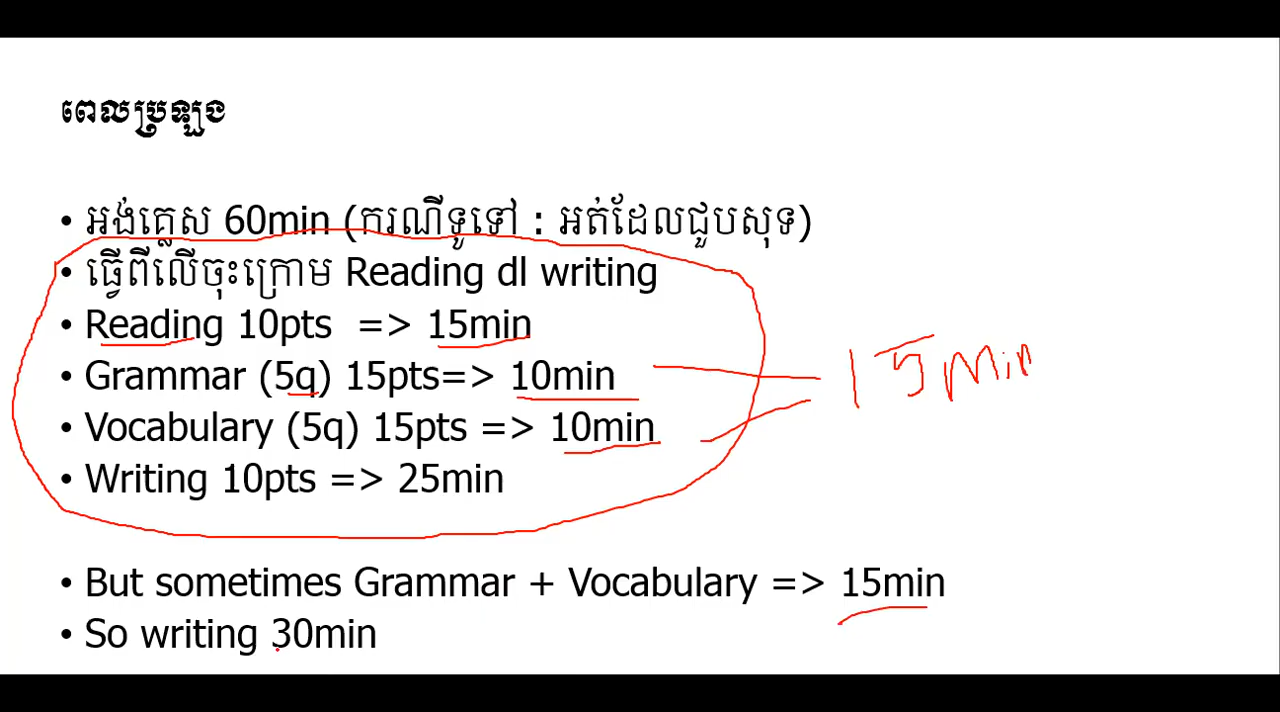 ពេលប្រឡង
• អង់គ្លេស 60min (ករណីទូទៅ : អត់ដែលជួបសុទ)
• ធ្វើពីលើចុះក្រោម Reading dl writing
• Reading 10pts => 15min
• Grammar (5q) 15pts=> 10min
15min
• Vocabulary (5q) 15pts => 10min
• Writing 10pts => 25min
• But sometimes Grammar + Vocabulary => 15min
• So writing 30min